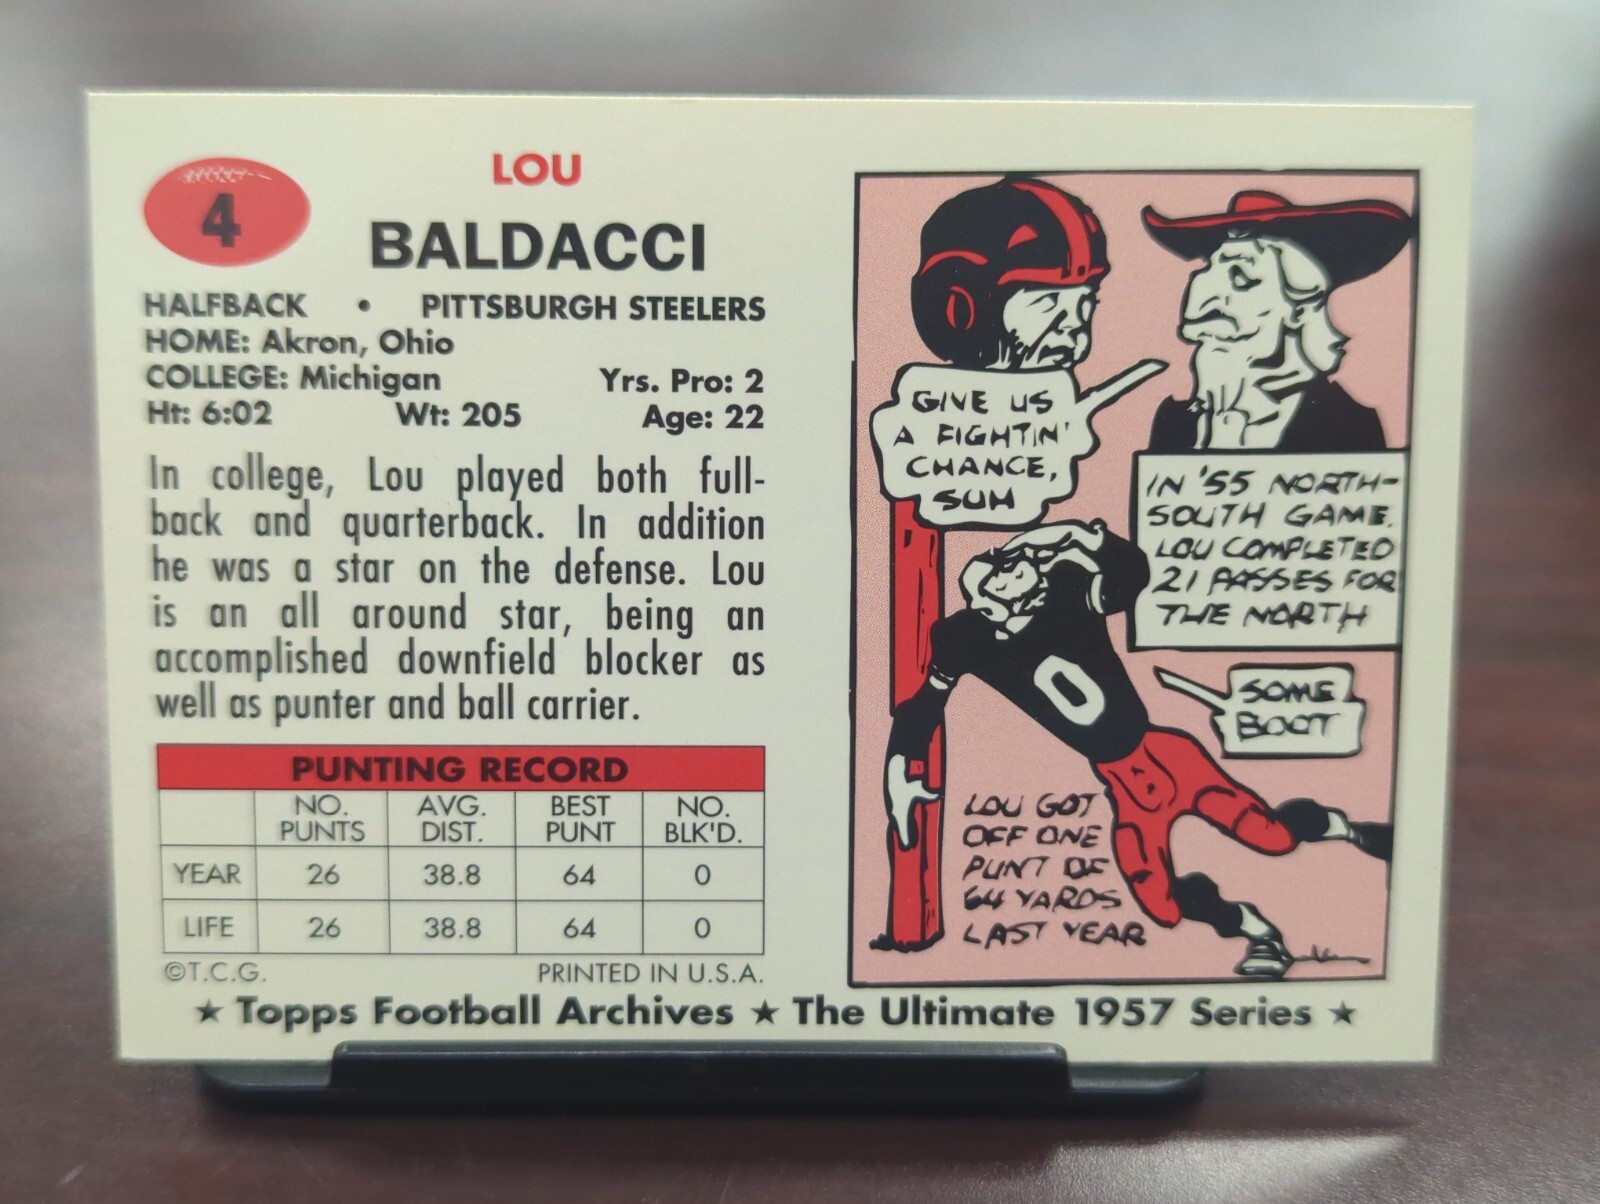 4
LOU
BALDACCI
HALFBACK • PITTSBURGH STEELERS
HOME: Akron, Ohio
COLLEGE: Michigan Yrs. Pro: 2
Ht: 6:02 Wt: 205 Age: 22
In college, Lou played both full-
back and quarterback. In addition
he was a star on the defense. Lou
is an all around star, being an
accomplished downfield blocker as
well as punter and ball carrier.
PUNTING RECORD
NO. PUNTS AVG. DIST. BEST PUNT NO. BLK'D.
YEAR 26 38.8 64 0
LIFE 26 38.8 64 0
©T.C.G. PRINTED IN U.S.A.
GIVE US
A FIGHTIN'
CHANCE,
SUH
IN '55 NORTH-
SOUTH GAME.
LOU COMPLETED
21 PASSES FOR
THE NORTH
0
SOME
BOOT
LOU GOT
OFF ONE
PUNT OF
64 YARDS
LAST YEAR
★ Topps Football Archives ★ The Ultimate 1957 Series ★